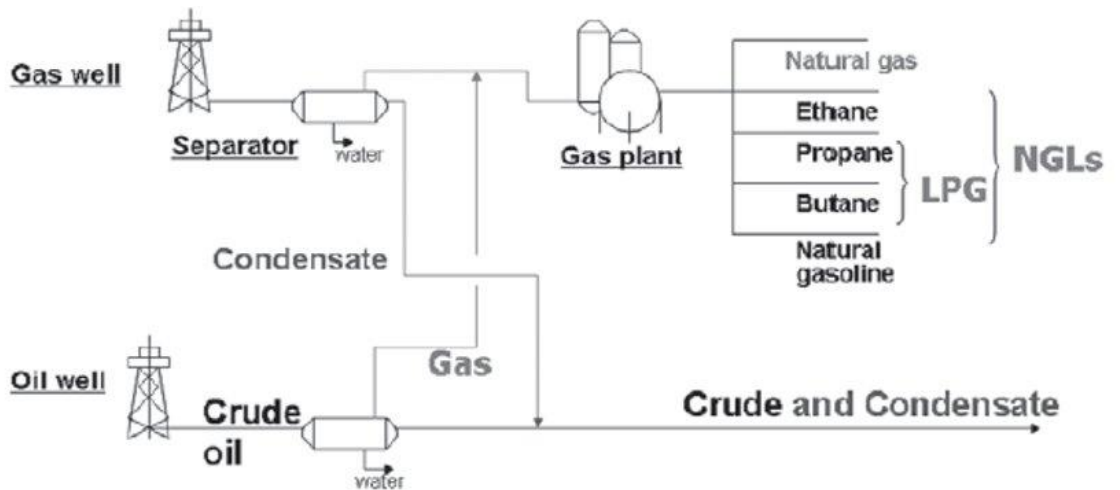 Gas well
Separator
water
Gas plant
Natural gas
Ethane
Propane
Butane
Natural
gasoline
LPG
NGLs
Condensate
Gas
Oil well
Crude
oil
water
Crude and Condensate